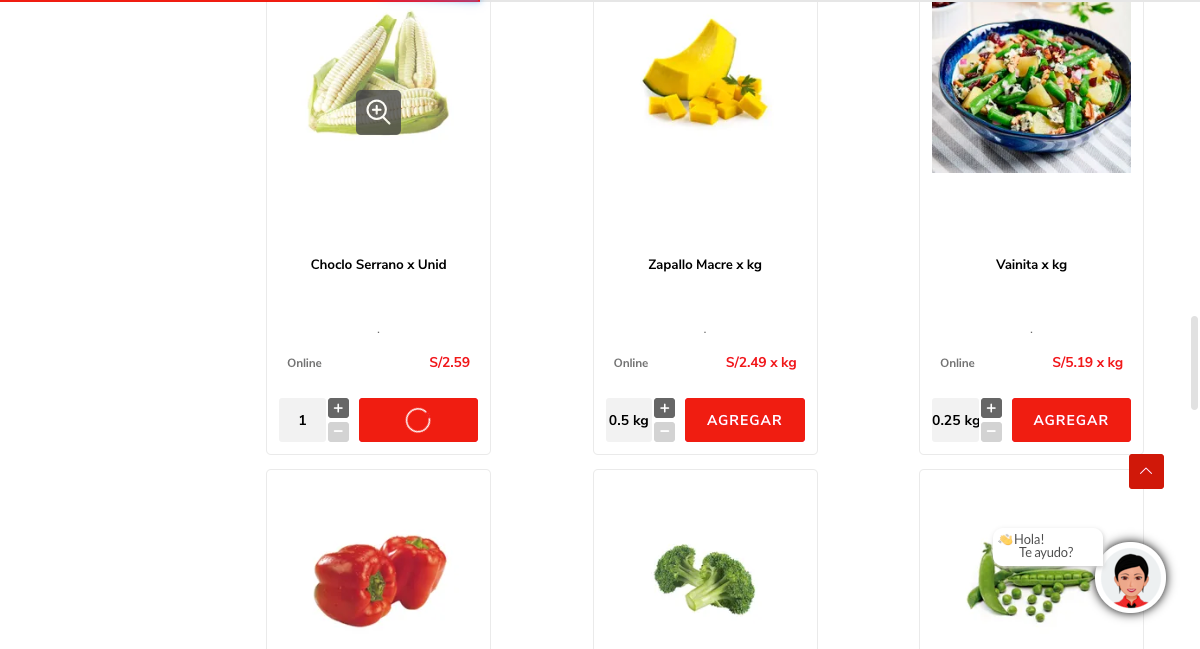 Choclo Serrano x Unid
Zapallo Macre x kg
Vainita x kg
.
.
.
Online
S/2.59
Online
S/2.49 x kg
Online
S/5.19 x kg
1
+
−
0.5 kg
+
−
AGREGAR
0.25 kg
+
−
AGREGAR
👋Hola!
Te ayudo?